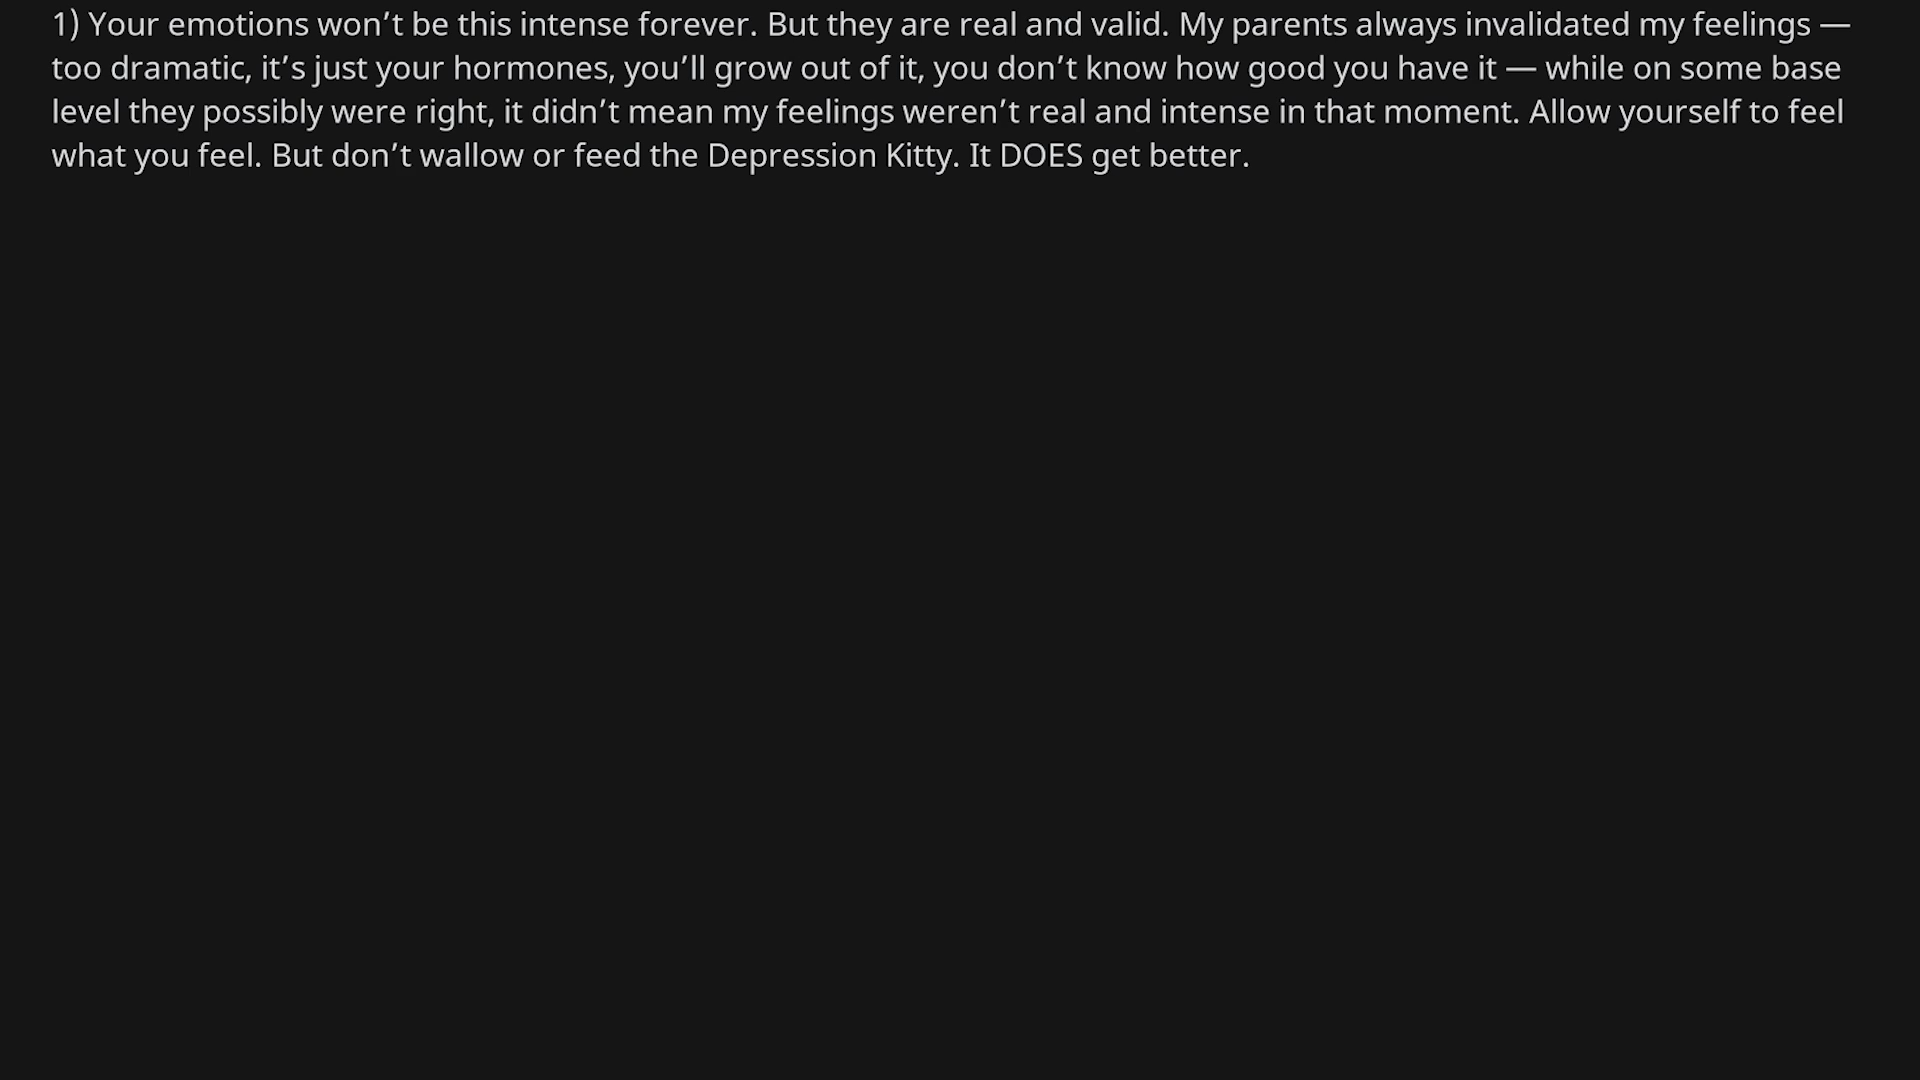 1) Your emotions won’t be this intense forever. But they are real and valid. My parents always invalidated my feelings —
too dramatic, it’s just your hormones, you’ll grow out of it, you don’t know how good you have it — while on some base
level they possibly were right, it didn’t mean my feelings weren’t real and intense in that moment. Allow yourself to feel
what you feel. But don’t wallow or feed the Depression Kitty. It DOES get better.